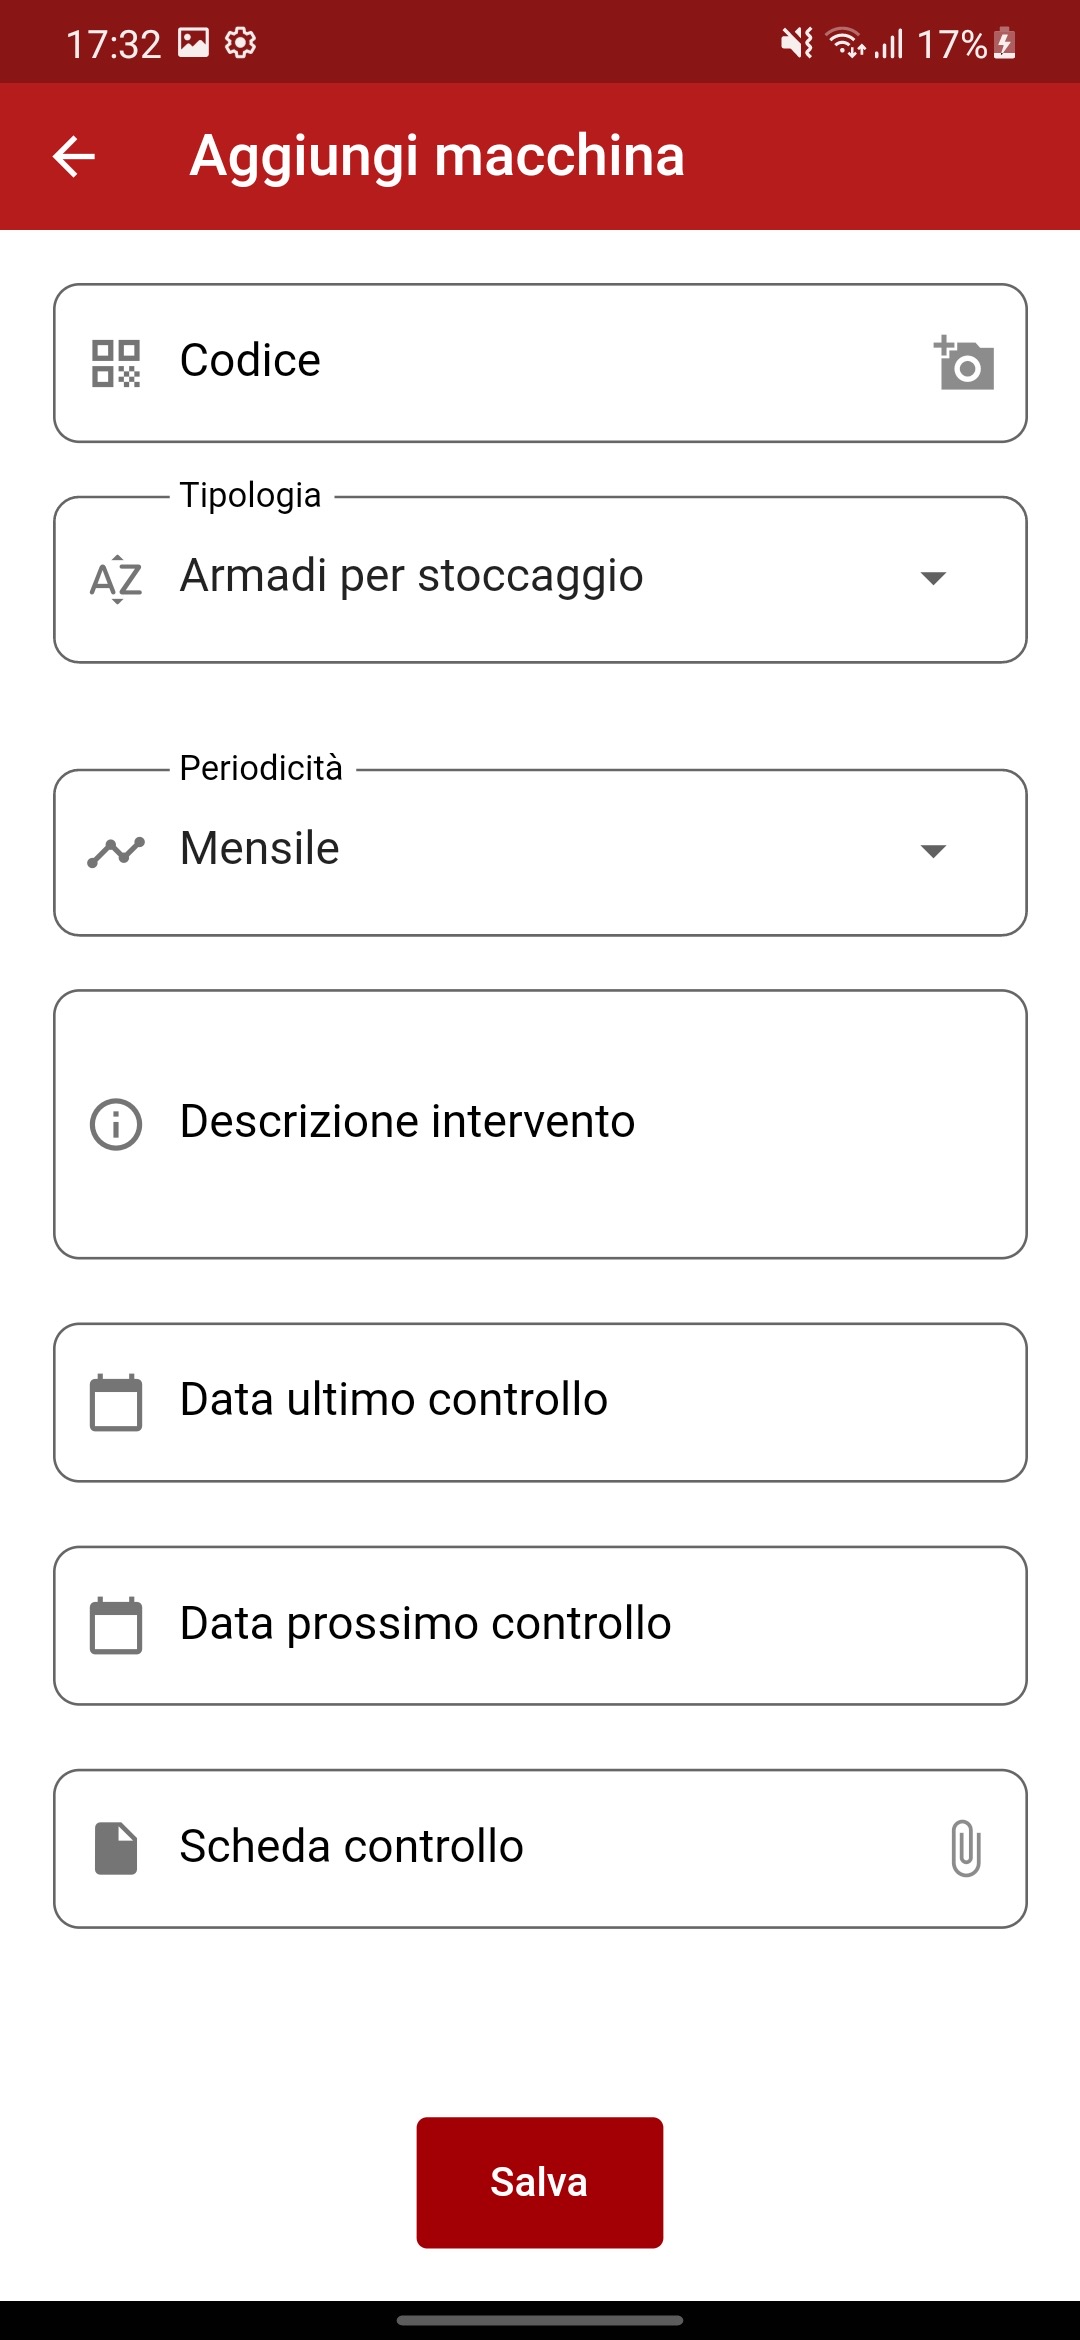 17:32 17%
Aggiungi macchina
Codice
Tipologia
AZ Armadi per stoccaggio
Periodicità
Mensile
Descrizione intervento
Data ultimo controllo
Data prossimo controllo
Scheda controllo
Salva